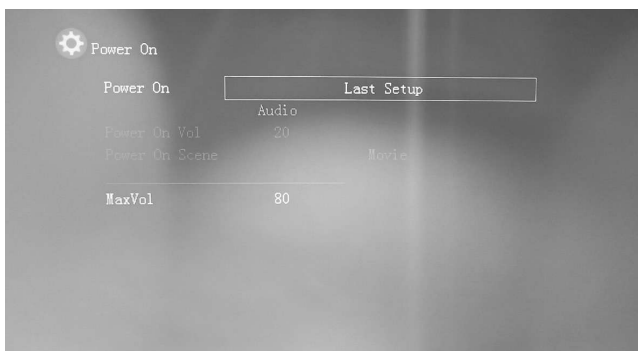 Power On
Power On Last Setup
Audio
Power On Vol 20
Power On Scene Movie
MaxVol 80